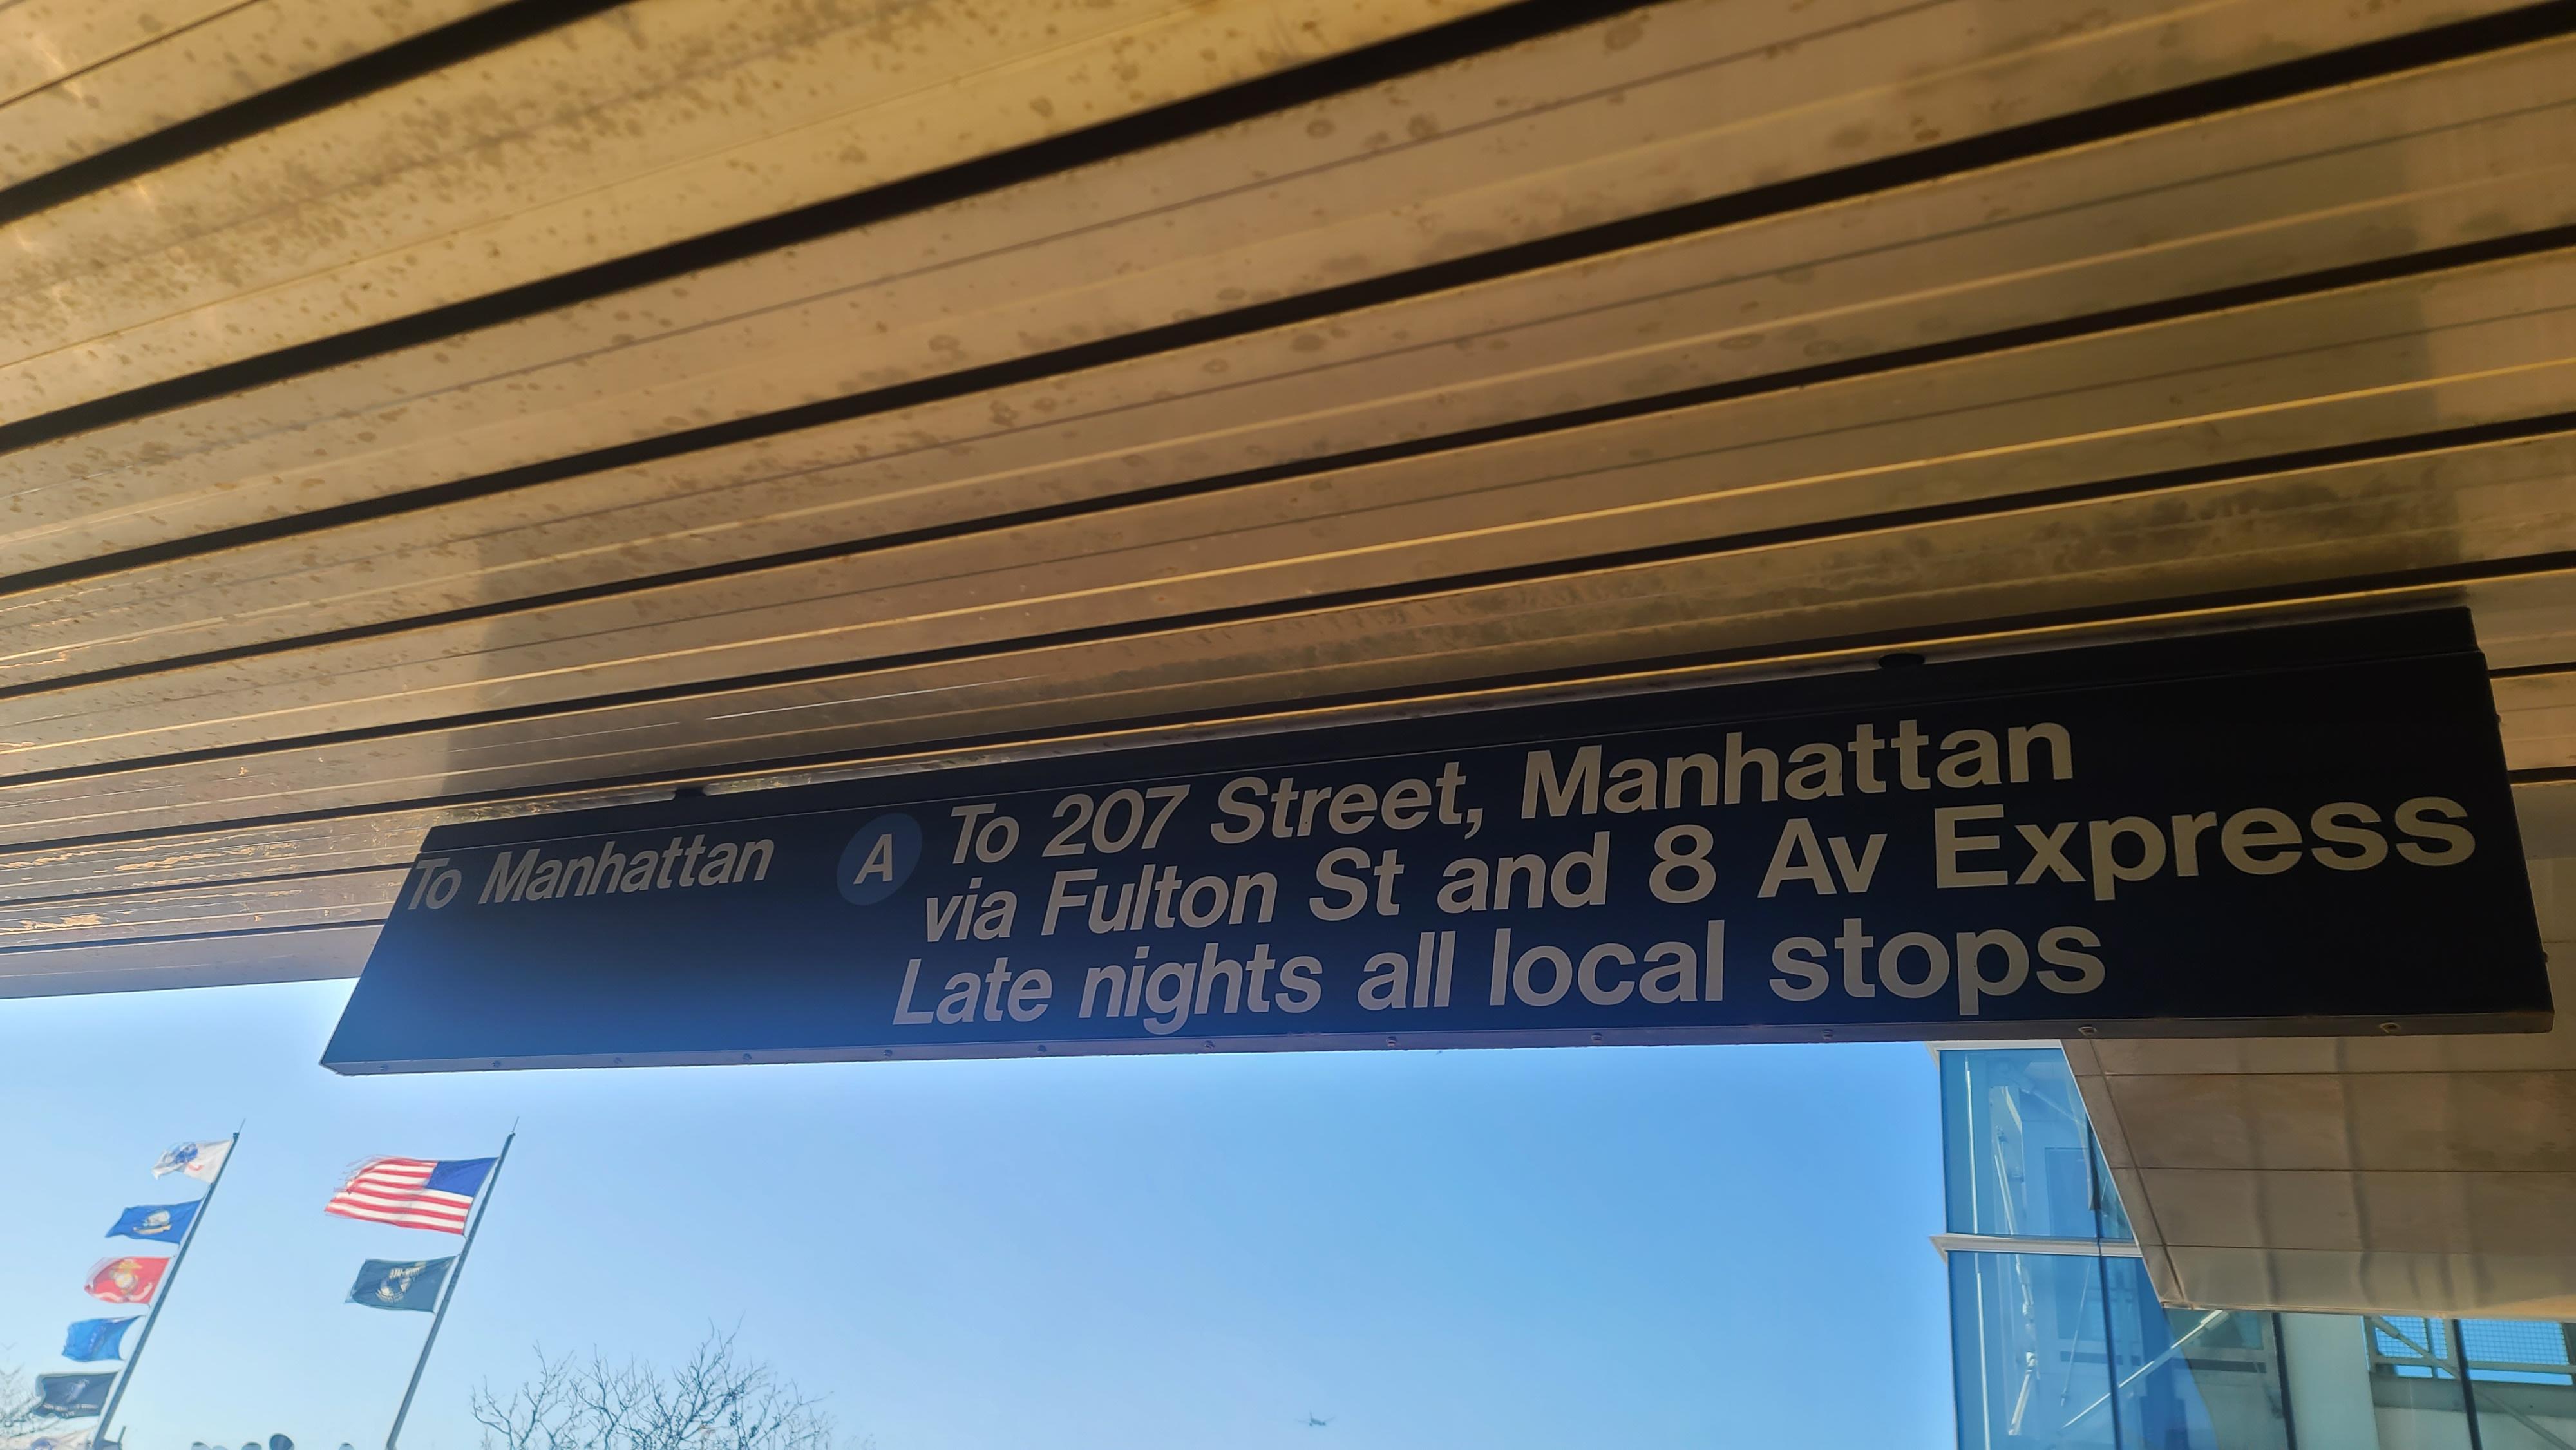 To Manhattan
A
To 207 Street, Manhattan
via Fulton St and 8 Av Express
Late nights all local stops